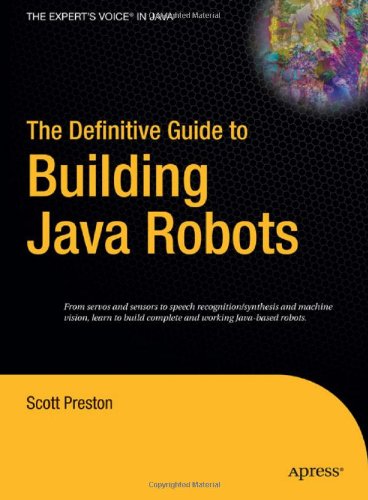 THE EXPERT'S VOICE® IN JAVA
The Definitive Guide to
Building
Java Robots
From servos and sensors to speech recognition/synthesis and machine
vision, learn to build complete and working Java-based robots.
Scott Preston
Apress®